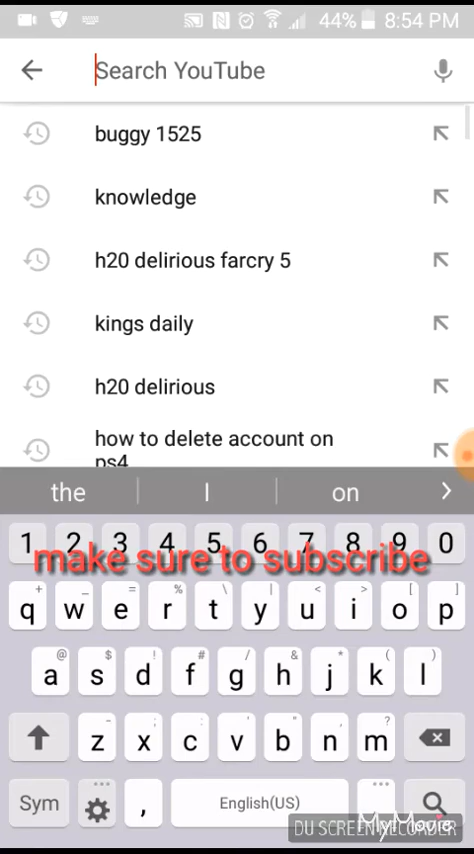 44% 8:54 PM
Search YouTube
buggy 1525
knowledge
h20 delirious farcry 5
kings daily
h20 delirious
how to delete account on
ps4
the I on
1 2 3 4 5 6 7 8 9 0
make sure to subscribe
+ _ = % \ | < > [ ]
q w e r t y u i o p
@ $ ! # / & * ( )
a s d f g h j k l
- ; : ' " , ?
z x c v b n m
Sym , English(US)
MyMovie
DU SCREEN RECORDER